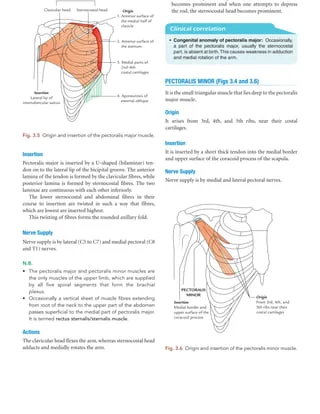 Clavicular head
Sternocostal head
Origin
1. Anterior surface of
the medial half of
clavicle
2. Anterior surface of
the sternum
3. Medial parts of
2nd–6th
costal cartilages
4. Aponeurosis of
external oblique
Insertion
Lateral lip of
intertubercular sulcus
Fig. 3.5 Origin and insertion of the pectoralis major muscle.
Insertion
Pectoralis major is inserted by a U-shaped (bilaminar) ten-
don on to the lateral lip of the bicipital groove. The anterior
lamina of the tendon is formed by the clavicular fibres, while
posterior lamina is formed by sternocostal fibres. The two
laminae are continuous with each other inferiorly.
The lower sternocostal and abdominal fibres in their
course to insertion are twisted in such a way that fibres,
which are lowest are inserted highest.
This twisting of fibres forms the rounded axillary fold.
Nerve Supply
Nerve supply is by lateral (C5 to C7) and medial pectoral (C8
and T1) nerves.
N.B.
• The pectoralis major and pectoralis minor muscles are
the only muscles of the upper limb, which are supplied
by all five spinal segments that form the brachial
plexus.
• Occasionally a vertical sheet of muscle fibres extending
from root of the neck to the upper part of the abdomen
passes superficial to the medial part of pectoralis major.
It is termed rectus sternalis/sternalis muscle.
Actions
The clavicular head flexes the arm, whereas sternocostal head
adducts and medially rotates the arm.
becomes prominent and when one attempts to depress
the rod, the sternocostal head becomes prominent.
Clinical correlation
• Congenital anomaly of pectoralis major: Occasionally,
a part of the pectoralis major, usually the sternocostal
part, is absent at birth. This causes weakness in adduction
and medial rotation of the arm.
PECTORALIS MINOR (Figs 3.4 and 3.6)
It is the small triangular muscle that lies deep to the pectoralis
major muscle.
Origin
It arises from 3rd, 4th, and 5th ribs, near their costal
cartilages.
Insertion
It is inserted by a short thick tendon into the medial border
and upper surface of the coracoid process of the scapula.
Nerve Supply
Nerve supply is by medial and lateral pectoral nerves.
PECTORALIS
MINOR
Insertion
Medial border and
upper surface of the
coracoid process
Origin
From 3rd, 4th, and
5th ribs near their
costal cartilages
Fig. 3.6 Origin and insertion of the pectoralis minor muscle.